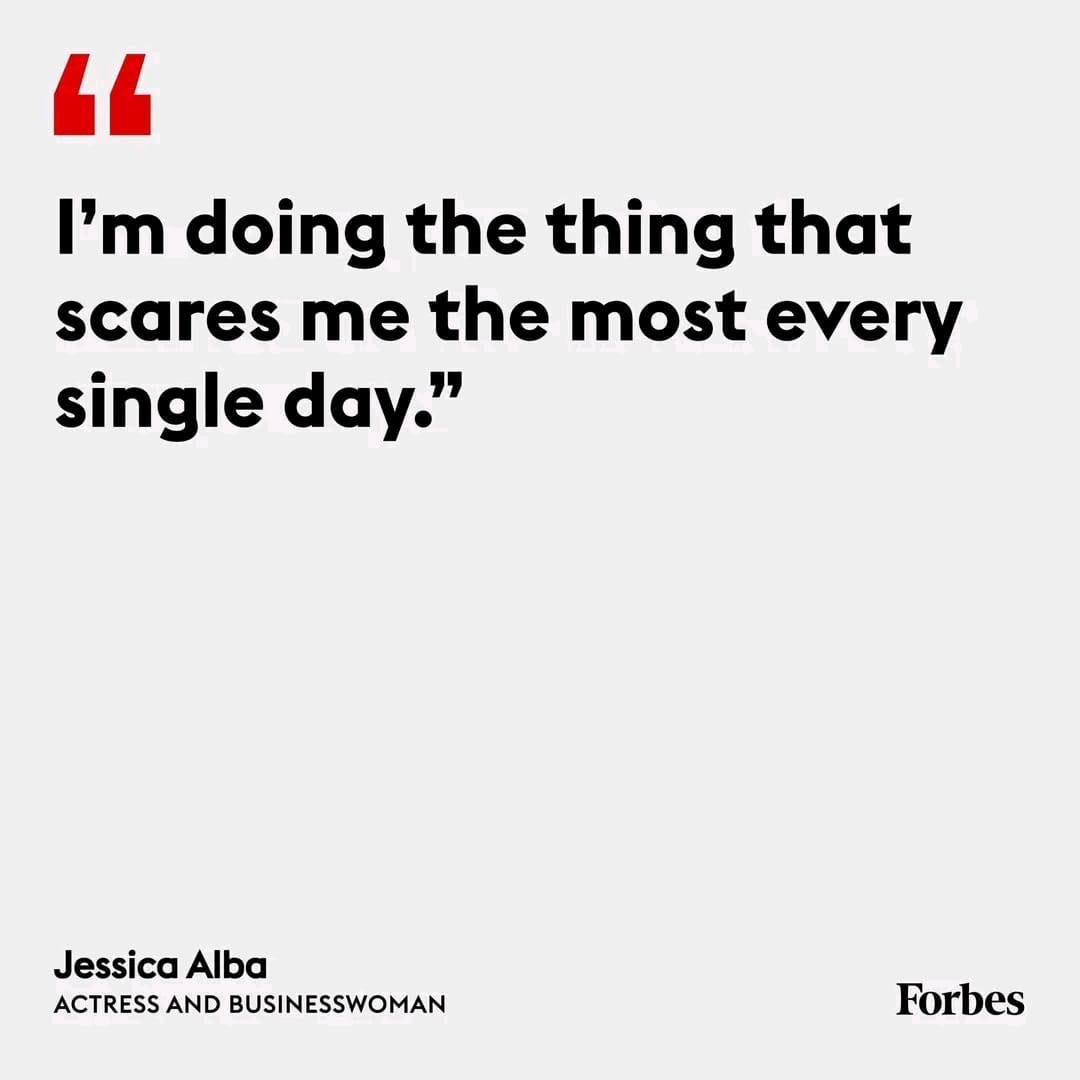 “
I’m doing the thing that
scares me the most every
single day.”
Jessica Alba
ACTRESS AND BUSINESSWOMAN
Forbes